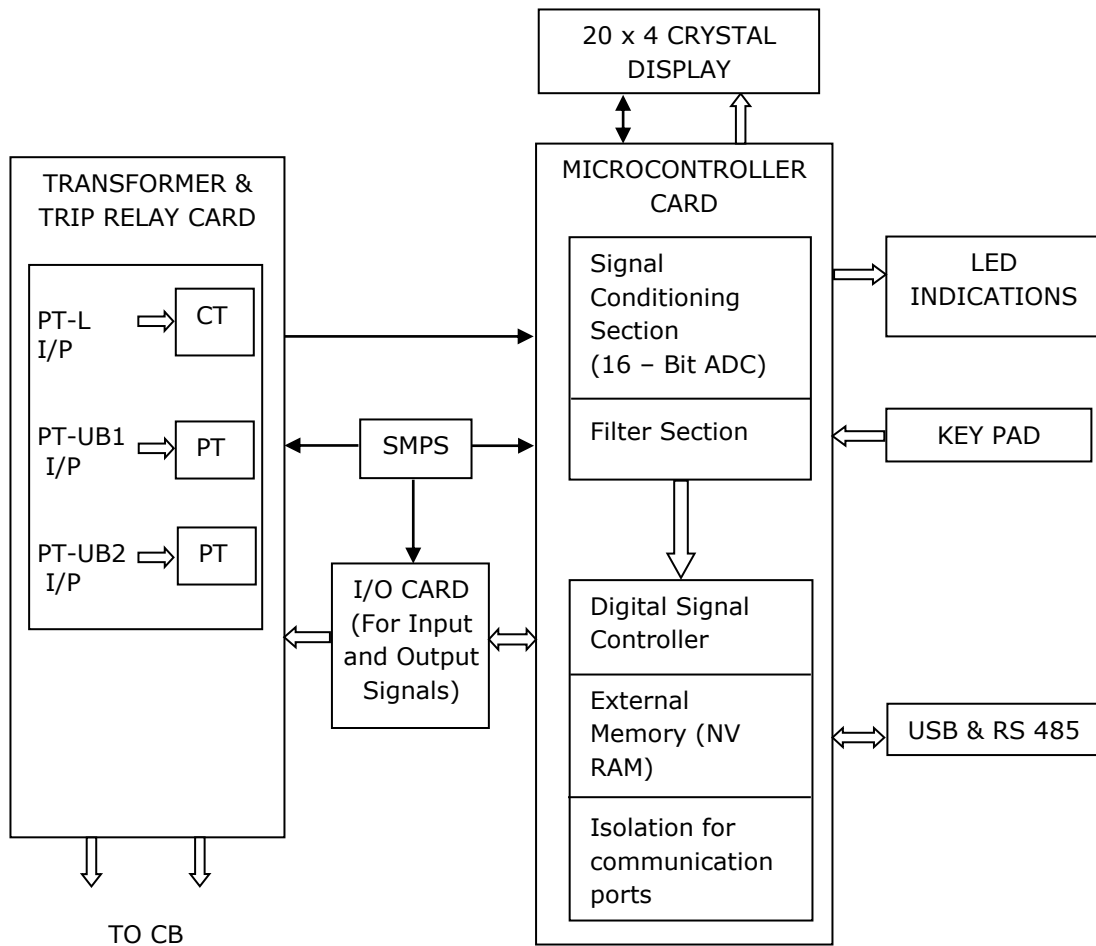 20 x 4 CRYSTAL
DISPLAY
TRANSFORMER &
TRIP RELAY CARD
PT-L
I/P
CT
PT-UB1
I/P
PT
PT-UB2
I/P
PT
TO CB
SMPS
I/O CARD
(For Input
and Output
Signals)
MICROCONTROLLER
CARD
Signal
Conditioning
Section
(16 – Bit ADC)
Filter Section
Digital Signal
Controller
External
Memory (NV
RAM)
Isolation for
communication
ports
LED
INDICATIONS
KEY PAD
USB & RS 485